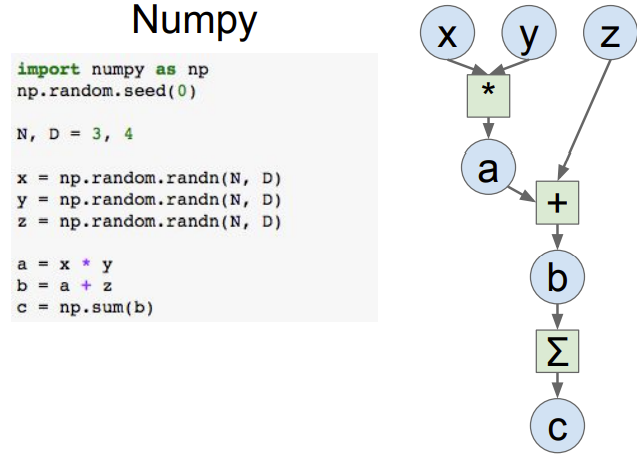 Numpy
import numpy as np
np.random.seed(0)
N, D = 3, 4
x = np.random.randn(N, D)
y = np.random.randn(N, D)
z = np.random.randn(N, D)
a = x * y
b = a + z
c = np.sum(b)
x y z
*
a
+
b
Σ
c